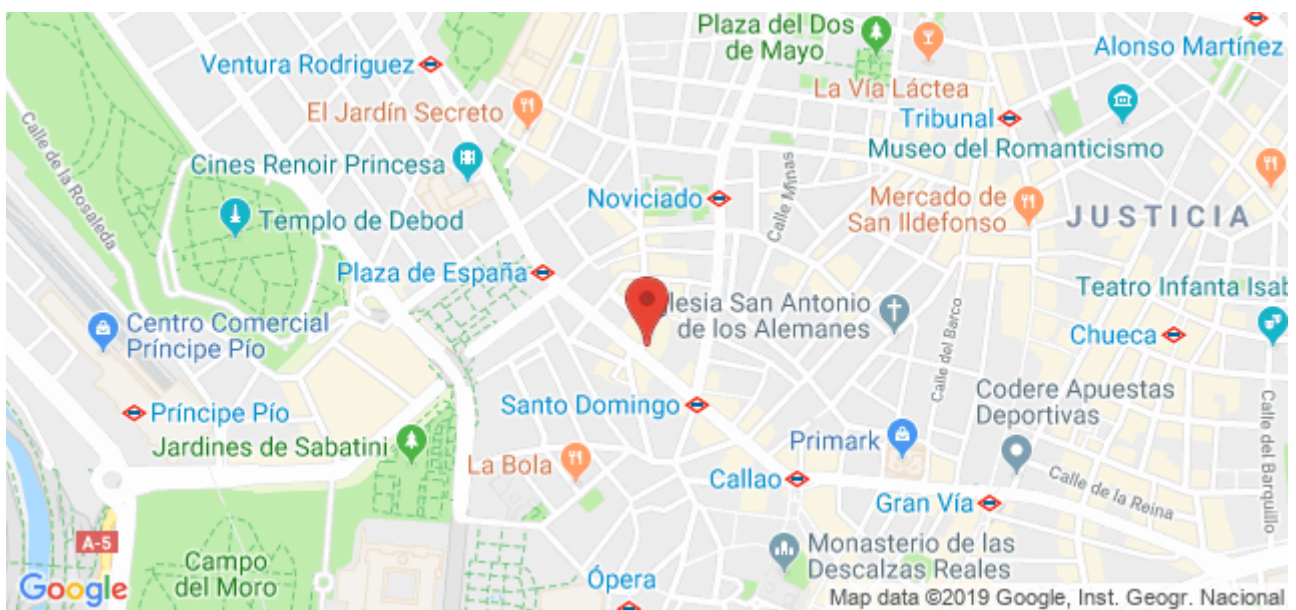 Plaza del Dos
de Mayo
Alonso Martínez
Ventura Rodriguez
La Vía Láctea
El Jardín Secreto
Tribunal
Calle de la Rosaleda
Museo del Romanticismo
Cines Renoir Princesa
Calle Minas
Noviciado
Mercado de
San Ildefonso
JUSTICIA
Templo de Debod
Plaza de España
Teatro Infanta Isab
glesia San Antonio
de los Alemanes
Centro Comercial
Príncipe Pío
Chueca
Calle del Barco
Codere Apuestas
Deportivas
Santo Domingo
Príncipe Pío
Calle del Barquillo
Jardines de Sabatini
Primark
La Bola
Callao
Calle de la Reina
Gran Vía
A-5
Monasterio de las
Descalzas Reales
Campo
del Moro
Ópera
Google
Map data ©2019 Google, Inst. Geogr. Nacional